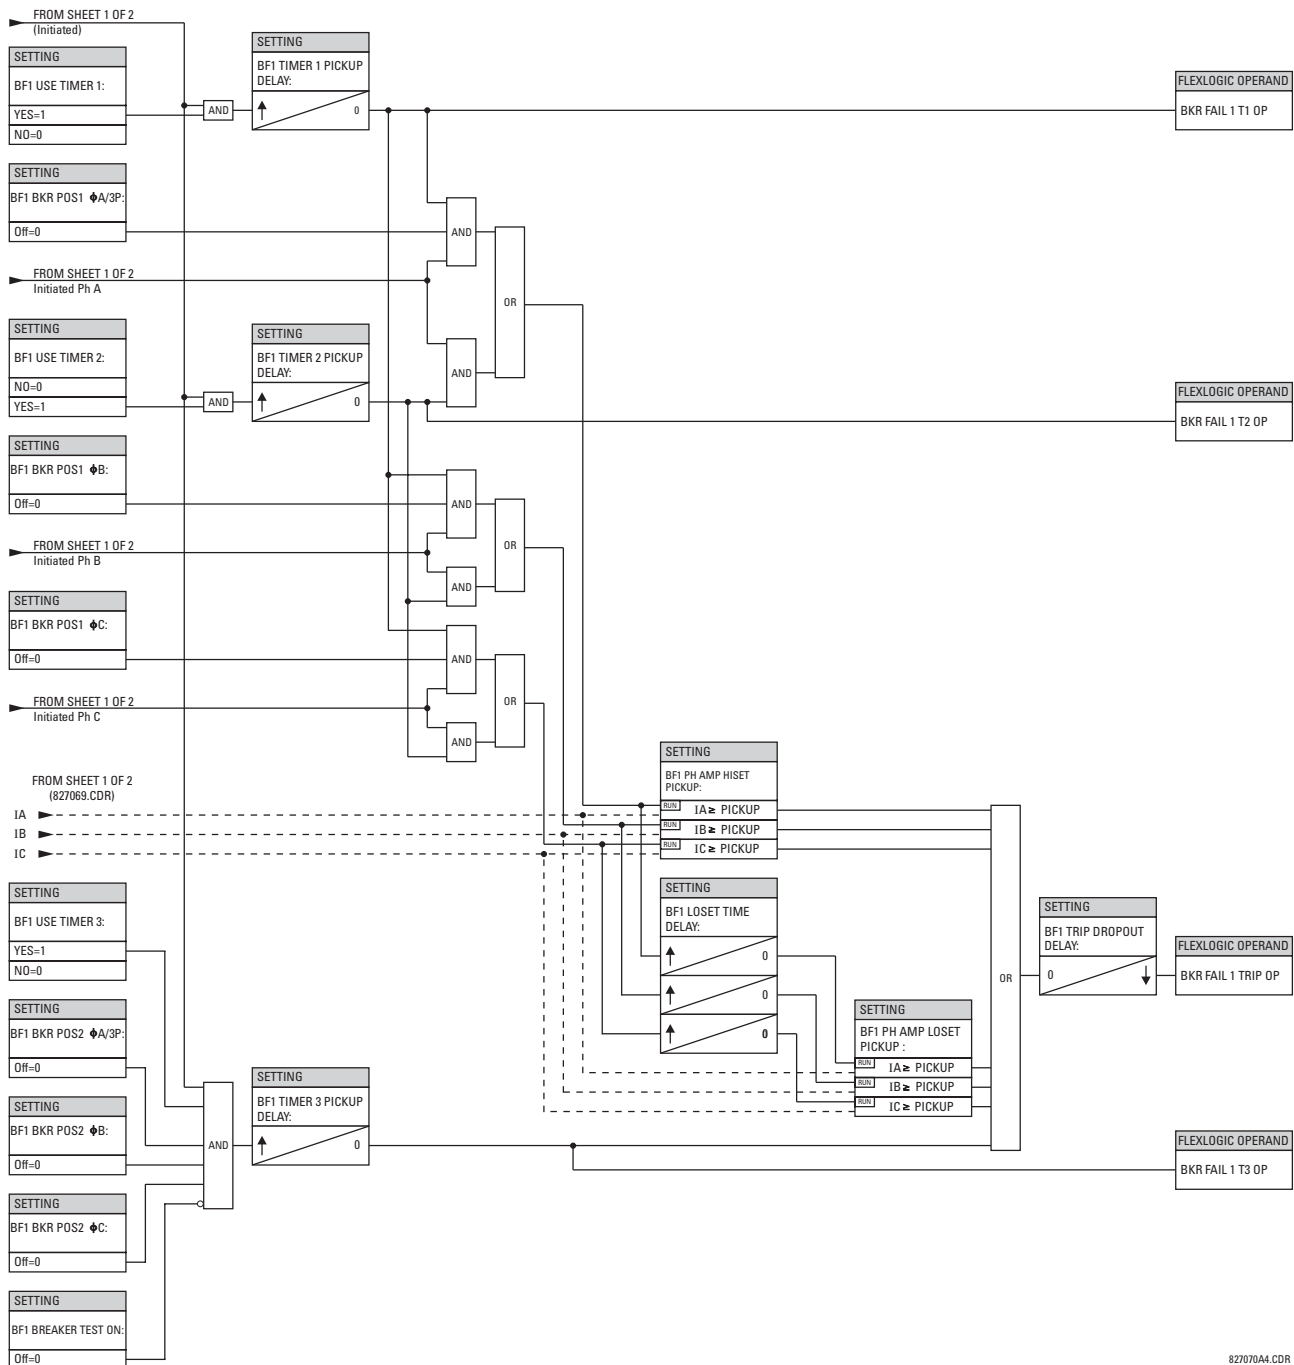 FROM SHEET 1 OF 2
(Initiated)
SETTING
BF1 USE TIMER 1:
YES=1
NO=0
SETTING
BF1 TIMER 1 PICKUP
DELAY:
0
AND
FLEXLOGIC OPERAND
BKR FAIL 1 T1 OP
SETTING
BF1 BKR POS1 ϕA/3P:
Off=0
AND
FROM SHEET 1 OF 2
Initiated Ph A
OR
SETTING
BF1 USE TIMER 2:
NO=0
YES=1
AND
SETTING
BF1 TIMER 2 PICKUP
DELAY:
0
AND
FLEXLOGIC OPERAND
BKR FAIL 1 T2 OP
SETTING
BF1 BKR POS1 ϕB:
Off=0
AND
FROM SHEET 1 OF 2
Initiated Ph B
OR
AND
SETTING
BF1 BKR POS1 ϕC:
Off=0
AND
FROM SHEET 1 OF 2
Initiated Ph C
OR
AND
FROM SHEET 1 OF 2
(827069.CDR)
IA
IB
IC
SETTING
BF1 PH AMP HISET
PICKUP:
RUN IA ≥ PICKUP
RUN IB ≥ PICKUP
RUN IC ≥ PICKUP
SETTING
BF1 USE TIMER 3:
YES=1
NO=0
SETTING
BF1 LOSET TIME
DELAY:
0
0
0
OR
SETTING
BF1 TRIP DROPOUT
DELAY:
0
FLEXLOGIC OPERAND
BKR FAIL 1 TRIP OP
SETTING
BF1 BKR POS2 ϕA/3P:
Off=0
SETTING
BF1 PH AMP LOSET
PICKUP :
RUN IA ≥ PICKUP
RUN IB ≥ PICKUP
RUN IC ≥ PICKUP
SETTING
BF1 BKR POS2 ϕB:
Off=0
AND
SETTING
BF1 TIMER 3 PICKUP
DELAY:
0
FLEXLOGIC OPERAND
BKR FAIL 1 T3 OP
SETTING
BF1 BKR POS2 ϕC:
Off=0
SETTING
BF1 BREAKER TEST ON:
Off=0
827070A4.CDR